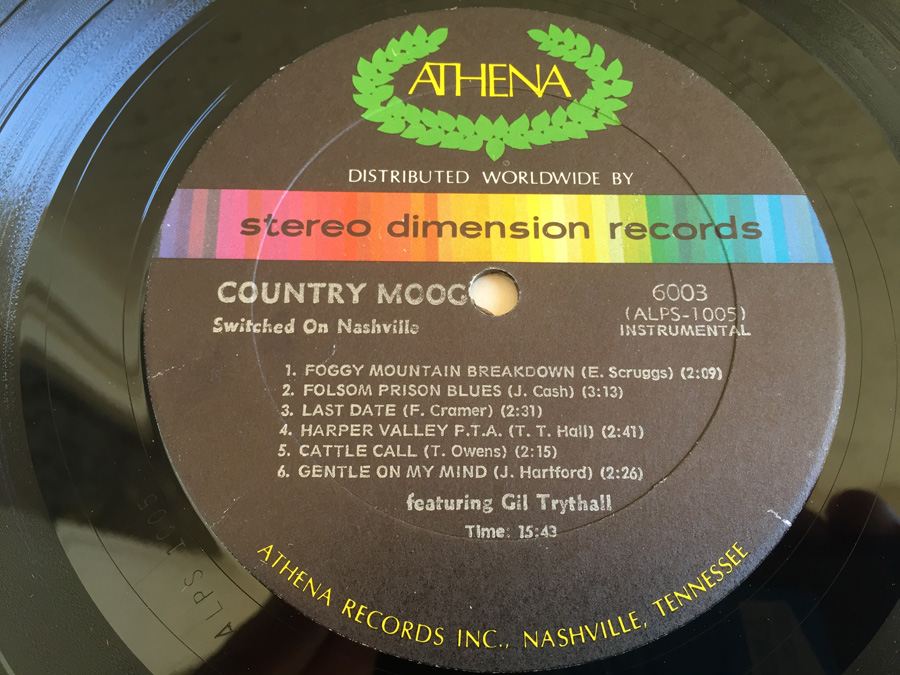 ATHENA
DISTRIBUTED WORLDWIDE BY
stereo dimension records
COUNTRY MOOG
Switched On Nashville
6003
(ALPS-1005)
INSTRUMENTAL
1. FOGGY MOUNTAIN BREAKDOWN (E. Scruggs) (2:09)
2. FOLSOM PRISON BLUES (J. Cash) (3:13)
3. LAST DATE (F. Cramer) (2:31)
4. HARPER VALLEY P.T.A. (T. T. Hall) (2:41)
5. CATTLE CALL (T. Owens) (2:15)
6. GENTLE ON MY MIND (J. Hartford) (2:26)
featuring Gil Trythall
Time: 15:43
ATHENA RECORDS INC., NASHVILLE, TENNESSEE
ALPS 1005